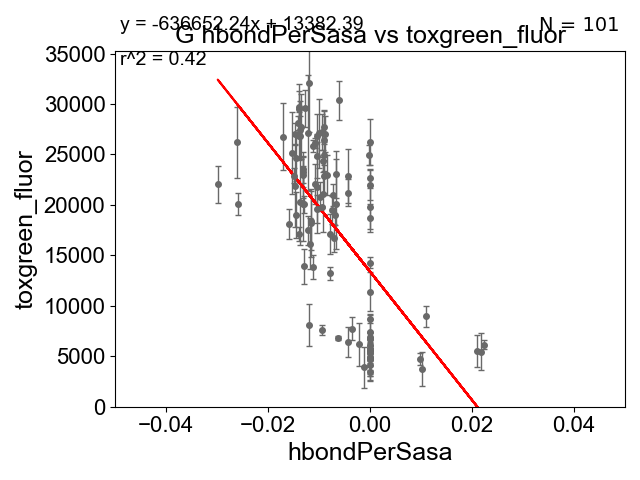 y = -636652.24x + 13382.39
N = 101
G hbondPerSasa vs toxgreen_fluor
r^2 = 0.42
35000
30000
25000
20000
15000
10000
5000
0
toxgreen_fluor
−0.04
−0.02
0.00
0.02
0.04
hbondPerSasa